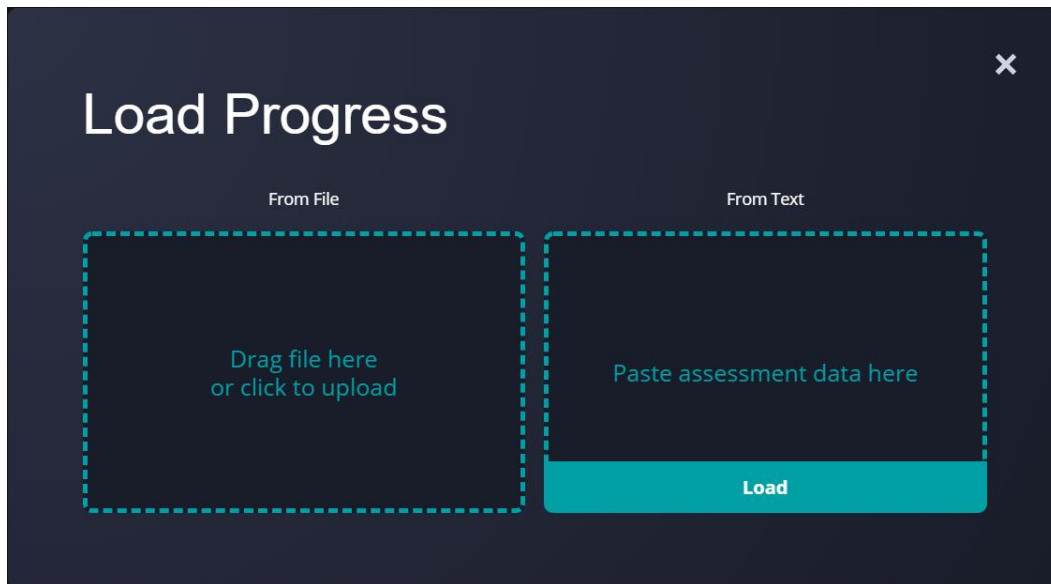 Load Progress
From File
Drag file here
or click to upload
From Text
Paste assessment data here
Load